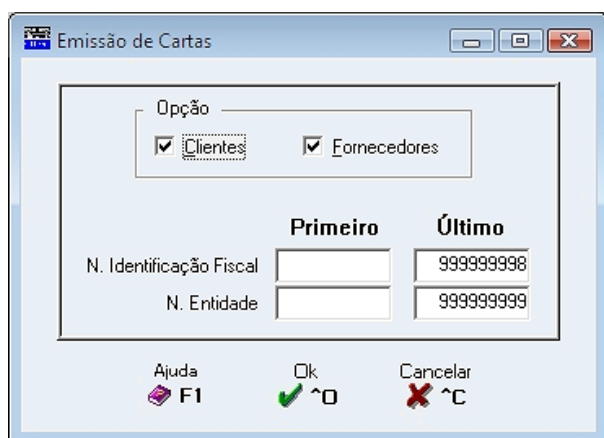 Emissão de Cartas
Opção
Clientes Fornecedores
Primeiro Último
N. Identificação Fiscal 999999998
N. Entidade 999999999
Ajuda Ok Cancelar
F1 ^O ^C